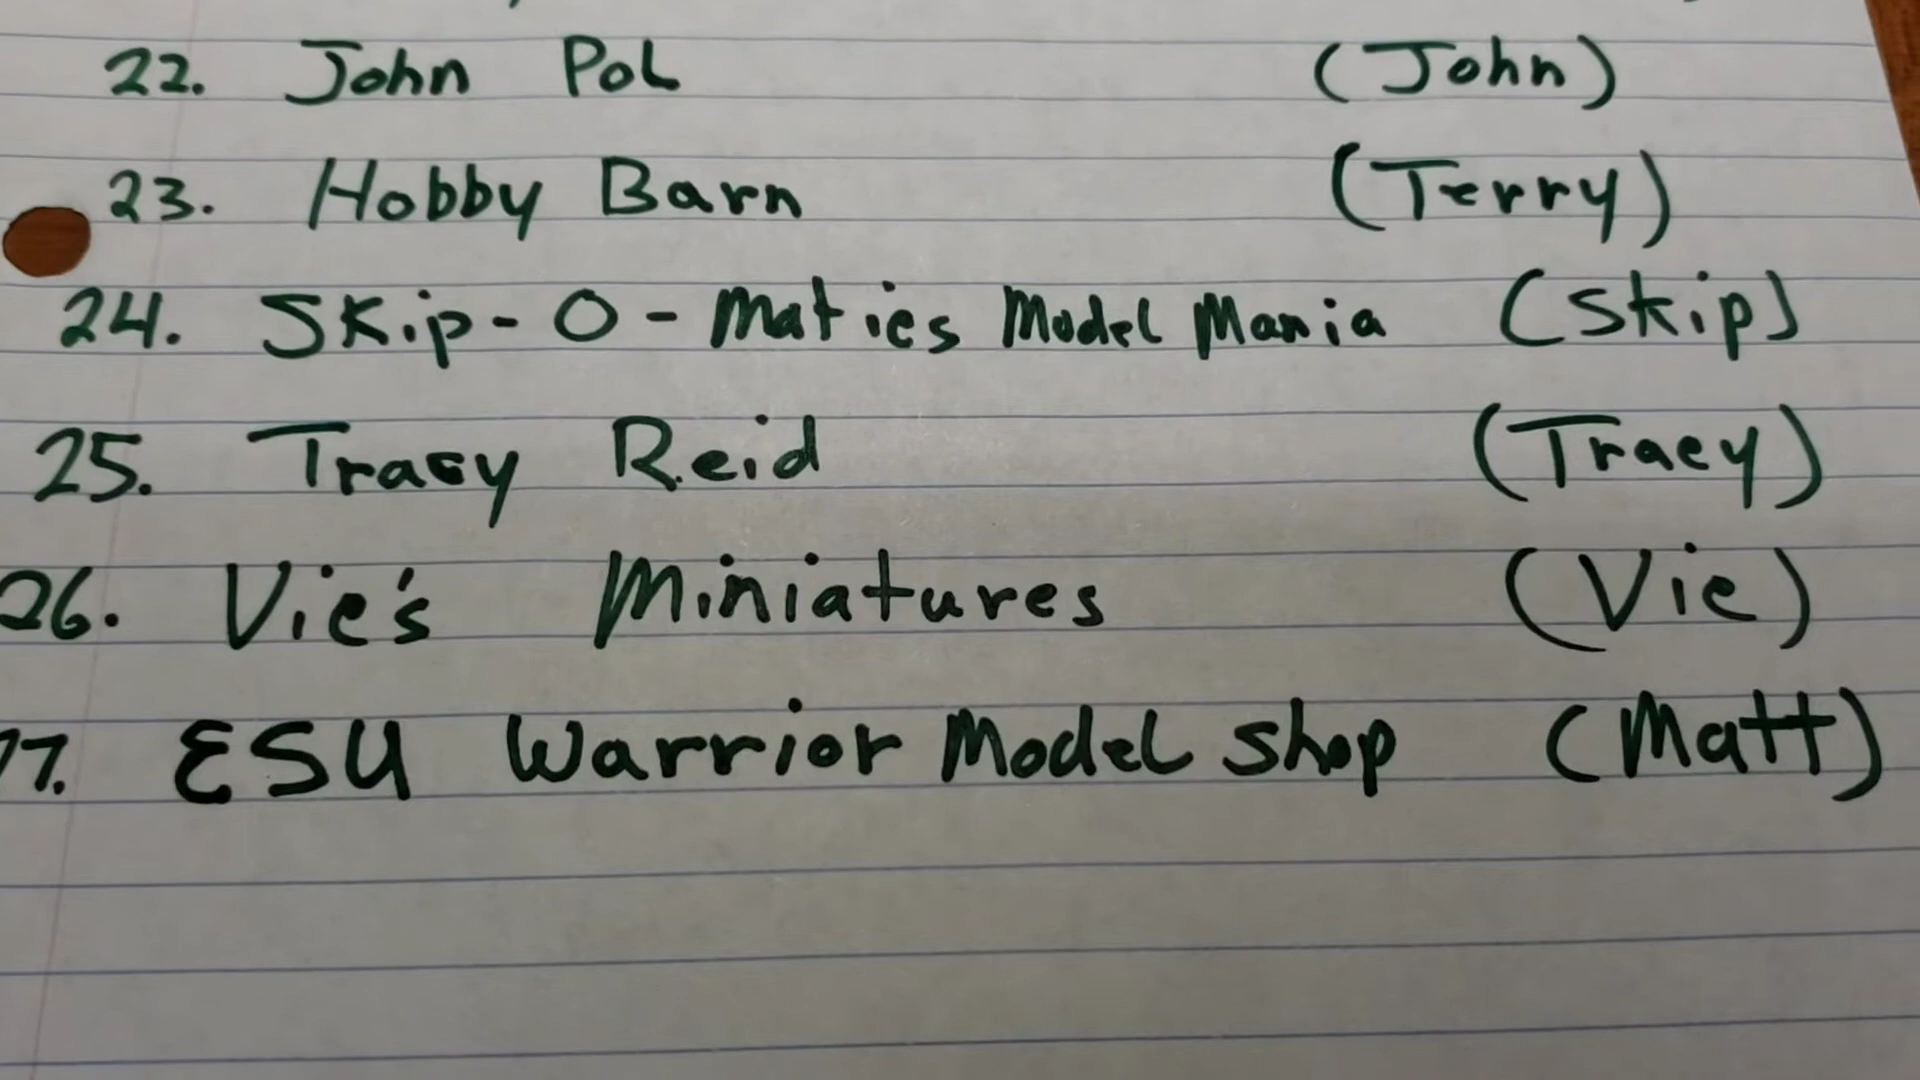 22. John Pol (John)
23. Hobby Barn (Terry)
24. Skip-O-Matics Model Mania (Skip)
25. Tracy Reid (Tracy)
26. Vic's Miniatures (Vic)
27. ESU Warrior Model Shop (Matt)